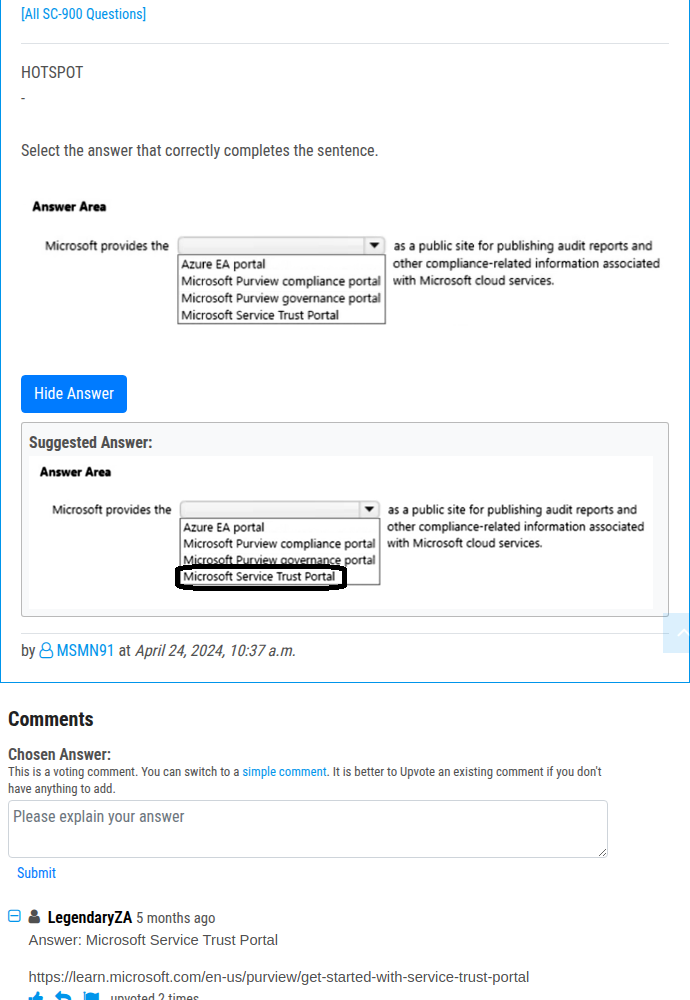 [All SC-900 Questions]
HOTSPOT
-
Select the answer that correctly completes the sentence.
Answer Area
Microsoft provides the
Azure EA portal
Microsoft Purview compliance portal
Microsoft Purview governance portal
Microsoft Service Trust Portal
as a public site for publishing audit reports and
other compliance-related information associated
with Microsoft cloud services.
Hide Answer
Suggested Answer:
Answer Area
Microsoft provides the
Azure EA portal
Microsoft Purview compliance portal
Microsoft Purview governance portal
Microsoft Service Trust Portal
as a public site for publishing audit reports and
other compliance-related information associated
with Microsoft cloud services.
by MSMN91 at April 24, 2024, 10:37 a.m.
Comments
Chosen Answer:
This is a voting comment. You can switch to a simple comment. It is better to Upvote an existing comment if you don't
have anything to add.
Please explain your answer
Submit
LegendaryZA 5 months ago
Answer: Microsoft Service Trust Portal
https://learn.microsoft.com/en-us/purview/get-started-with-service-trust-portal
upvoted 2 times